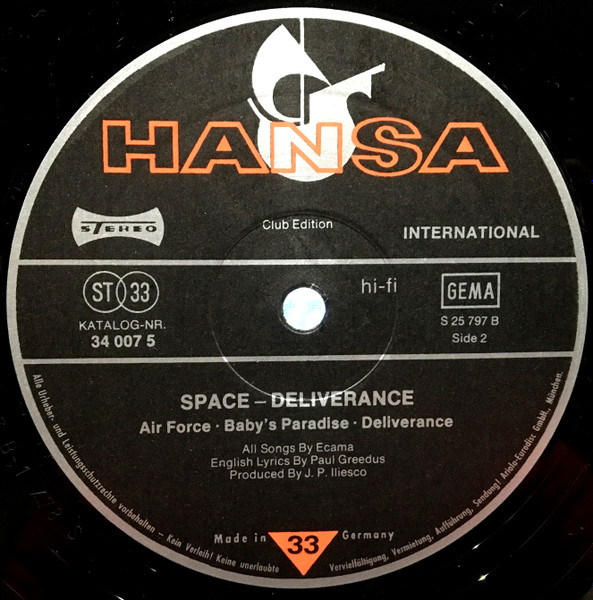 HANSA
STEREO
Club Edition
INTERNATIONAL
ST 33
hi-fi
GEMA
KATALOG-NR.
34 007 5
S 25 797 B
Side 2
SPACE – DELIVERANCE
Air Force · Baby's Paradise · Deliverance
All Songs By Ecama
English Lyrics By Paul Greedus
Produced By J. P. Iliesco
Made in 33 Germany
Alle Urheber- und Leistungsschutzrechte vorbehalten – Kein Verleih! Keine unerlaubte Vervielfältigung, Vermietung, Aufführung, Sendung! Ariola-Eurodisc GmbH., München.